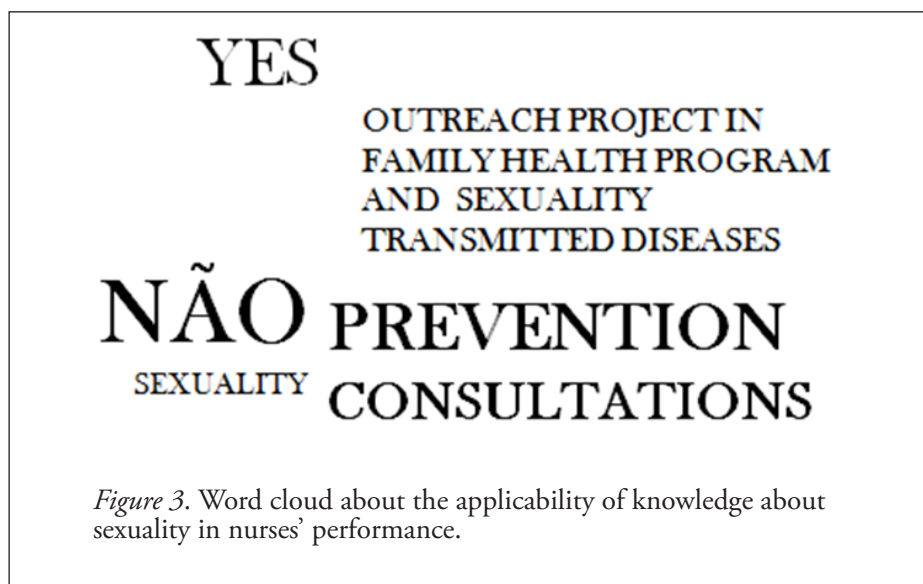 YES
OUTREACH PROJECT IN
FAMILY HEALTH PROGRAM
AND SEXUALITY
TRANSMITTED DISEASES
NÃO
PREVENTION
SEXUALITY
CONSULTATIONS
Figure 3. Word cloud about the applicability of knowledge about
sexuality in nurses’ performance.